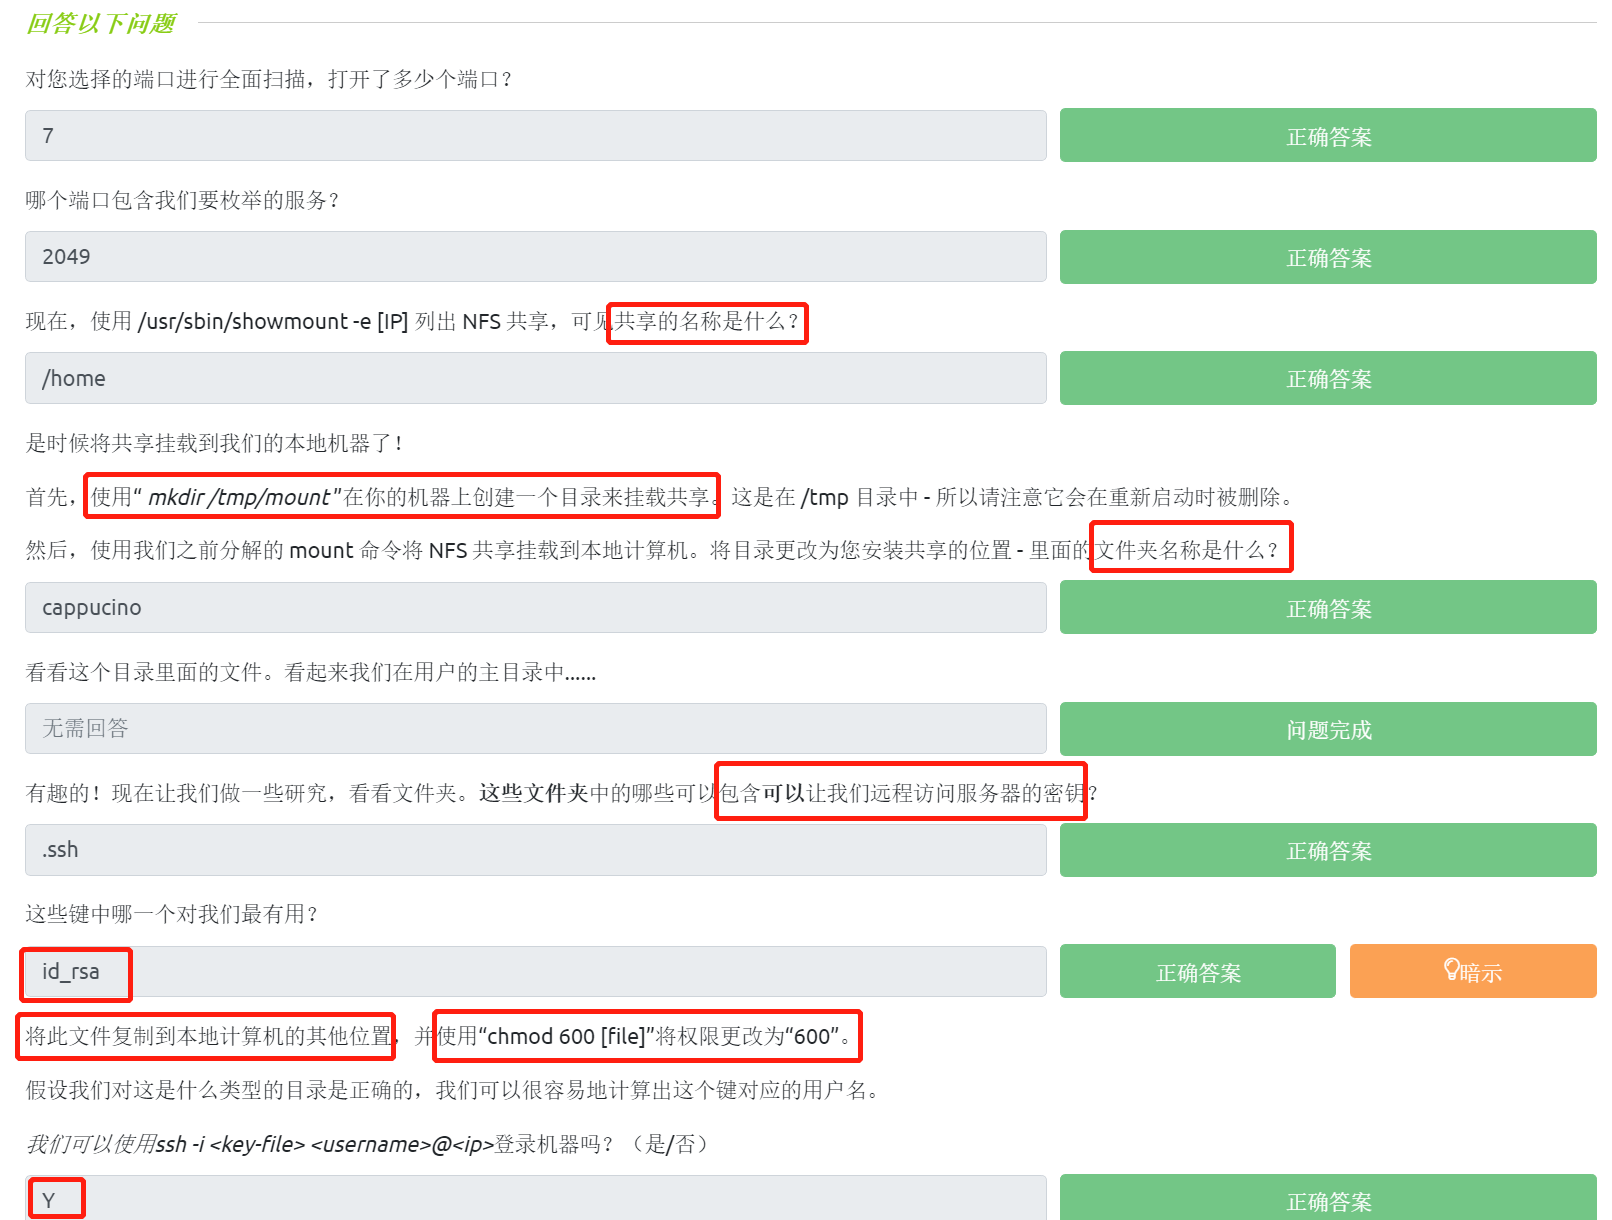 回答以下问题
对您选择的端口进行全面扫描，打开了多少个端口？
7
正确答案
哪个端口包含我们要枚举的服务？
2049
正确答案
现在，使用 /usr/sbin/showmount -e [IP] 列出 NFS 共享，可见共享的名称是什么？
/home
正确答案
是时候将共享挂载到我们的本地机器了！
首先，使用“ mkdir /tmp/mount”在你的机器上创建一个目录来挂载共享。这是在 /tmp 目录中 - 所以请注意它会在重新启动时被删除。
然后，使用我们之前分解的 mount 命令将 NFS 共享挂载到本地计算机。将目录更改为您安装共享的位置 - 里面的文件夹名称是什么？
cappucino
正确答案
看看这个目录里面的文件。看起来我们在用户的主目录中......
无需回答
问题完成
有趣的！现在让我们做一些研究，看看文件夹。这些文件夹中的哪些可以包含可以让我们远程访问服务器的密钥？
.ssh
正确答案
这些键中哪一个对我们最有用？
id_rsa
正确答案
暗示
将此文件复制到本地计算机的其他位置，并使用“chmod 600 [file]”将权限更改为“600”。
假设我们对这是什么类型的目录是正确的，我们可以很容易地计算出这个键对应的用户名。
我们可以使用ssh -i <key-file> <username>@<ip>登录机器吗？（是/否）
Y
正确答案